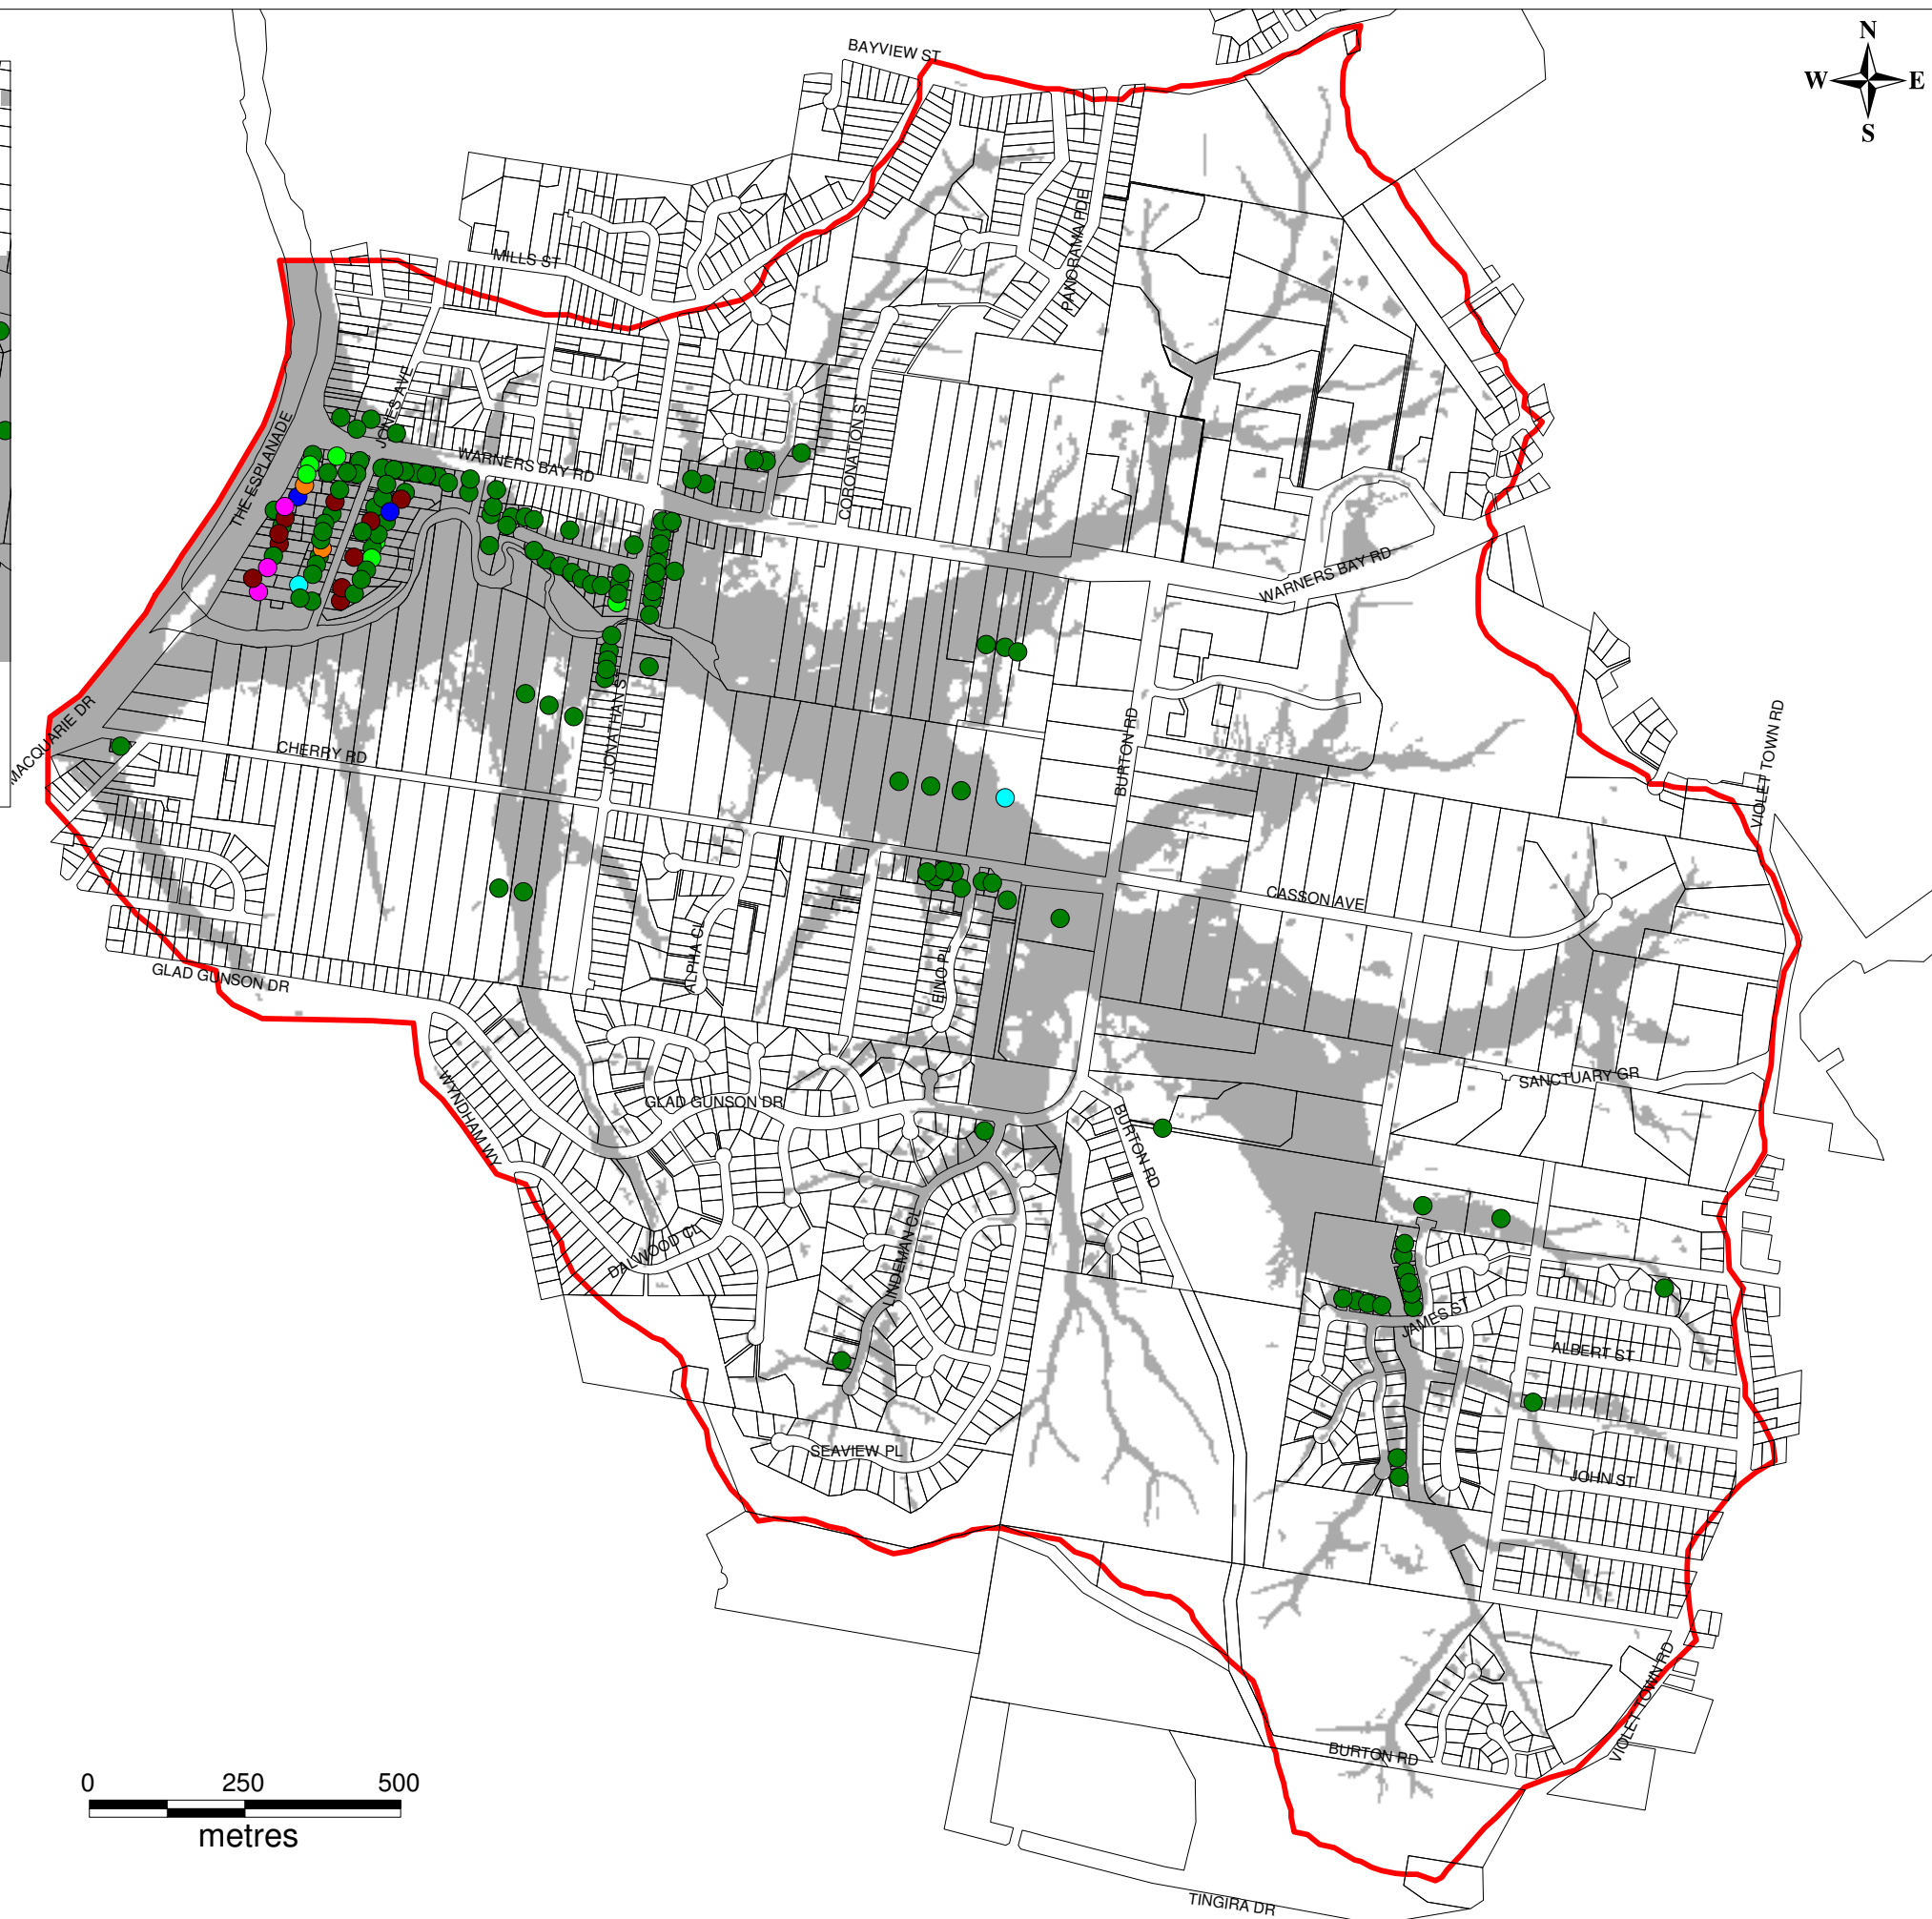 N
BAYVIEW ST
W E
S
PANORAMA PDE
MILLS ST
JONES AVE
THE ESPLANADE
WARNERS BAY RD
CORONATION ST
WARNERS BAY RD
MACQUARIE DR
CHERRY RD
JONATHAN ST
BURTON RD
VIOLET TOWN RD
CASSON AVE
ALPHA CL
EINO PL
GLAD GUNSON DR
SANCTUARY GR
WYNDHAM WY
GLAD GUNSON DR
BURTON RD
DALWOOD CL
LINDEMAN CL
JAMES ST
ALBERT ST
SEAVIEW PL
JOHN ST
VIOLET TOWN RD
BURTON RD
0 250 500
metres
TINGIRA DR